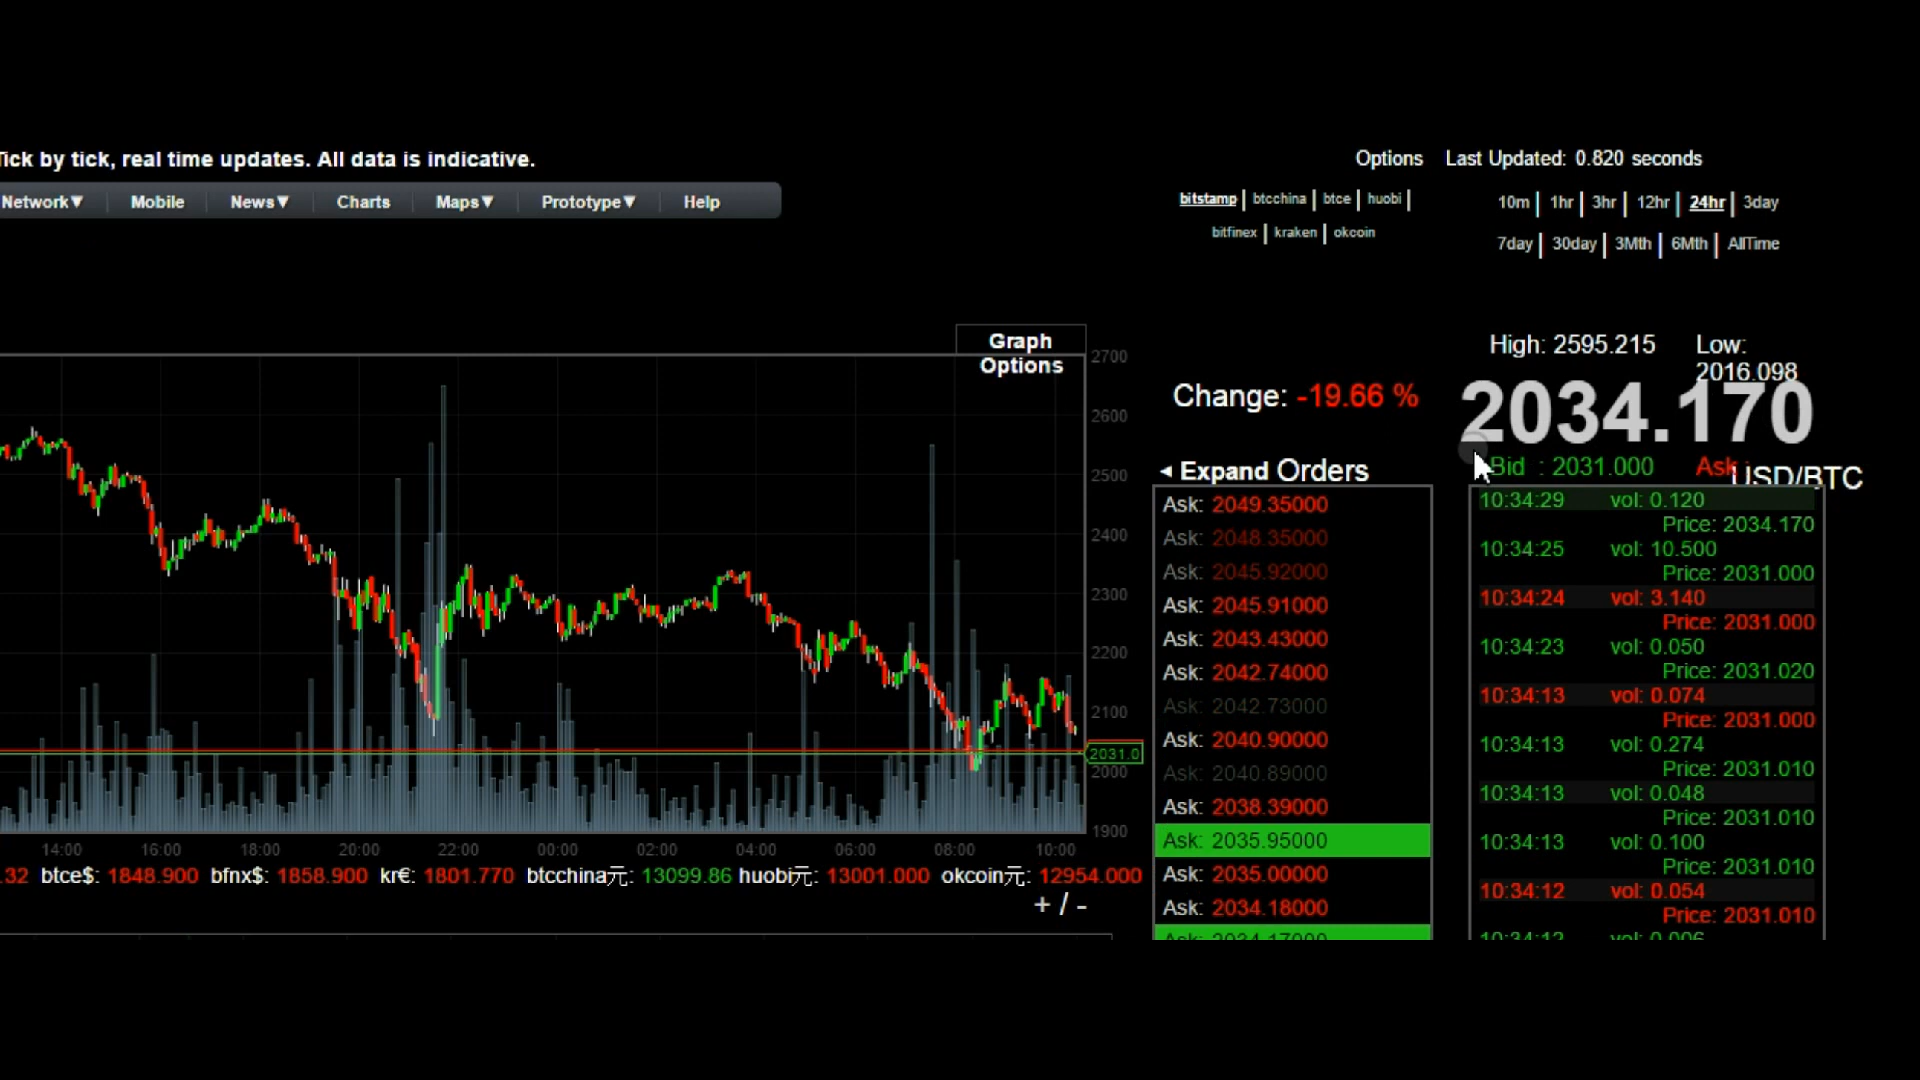 Tick by tick, real time updates. All data is indicative.
Options Last Updated: 0.820 seconds
Network▼ Mobile News▼ Charts Maps▼ Prototype▼ Help
bitstamp | btcchina | btce | huobi |
bitfinex | kraken | okcoin
10m | 1hr | 3hr | 12hr | 24hr | 3day
7day | 30day | 3Mth | 6Mth | AllTime
Graph
Options
High: 2595.215 Low:
2016.098
Change: -19.66 %
2034.170
Bid : 2031.000 Ask :
USD/BTC
2700
2600
2500
2400
2300
2200
2100
2031.0
2000
1900
14:00 16:00 18:00 20:00 22:00 00:00 02:00 04:00 06:00 08:00 10:00
.32 btce$: 1848.900 bfnx$: 1858.900 kr€: 1801.770 btcchina元: 13099.86 huobi元: 13001.000 okcoin元: 12954.000
+ / -
◄ Expand Orders
Ask: 2049.35000
Ask: 2048.35000
Ask: 2045.92000
Ask: 2045.91000
Ask: 2043.43000
Ask: 2042.74000
Ask: 2042.73000
Ask: 2040.90000
Ask: 2040.89000
Ask: 2038.39000
Ask: 2035.95000
Ask: 2035.00000
Ask: 2034.18000
Ask: 2034.17000
10:34:29 vol: 0.120
Price: 2034.170
10:34:25 vol: 10.500
Price: 2031.000
10:34:24 vol: 3.140
Price: 2031.000
10:34:23 vol: 0.050
Price: 2031.020
10:34:13 vol: 0.074
Price: 2031.000
10:34:13 vol: 0.274
Price: 2031.010
10:34:13 vol: 0.048
Price: 2031.010
10:34:13 vol: 0.100
Price: 2031.010
10:34:12 vol: 0.054
Price: 2031.010
10:34:12 vol: 0.006